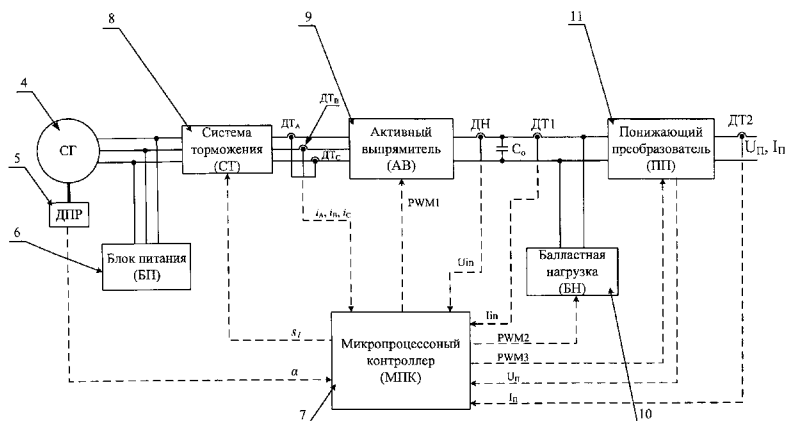 8
9
11
4
ДТА
ДТВ
ДТС
ДН
ДТ1
ДТ2
СГ
Система
торможения
(СТ)
Активный
выпрямитель
(АВ)
Со
Понижающий
преобразователь
(ПП)
UП, IП
5
ДПР
6
Блок питания
(БП)
PWM1
iA, iB, iC
Uin
Балластная
нагрузка
(БН)
Iin
sT
PWM2
PWM3
Микропроцессоный
контроллер
(МПК)
α
UП
IП
7
10